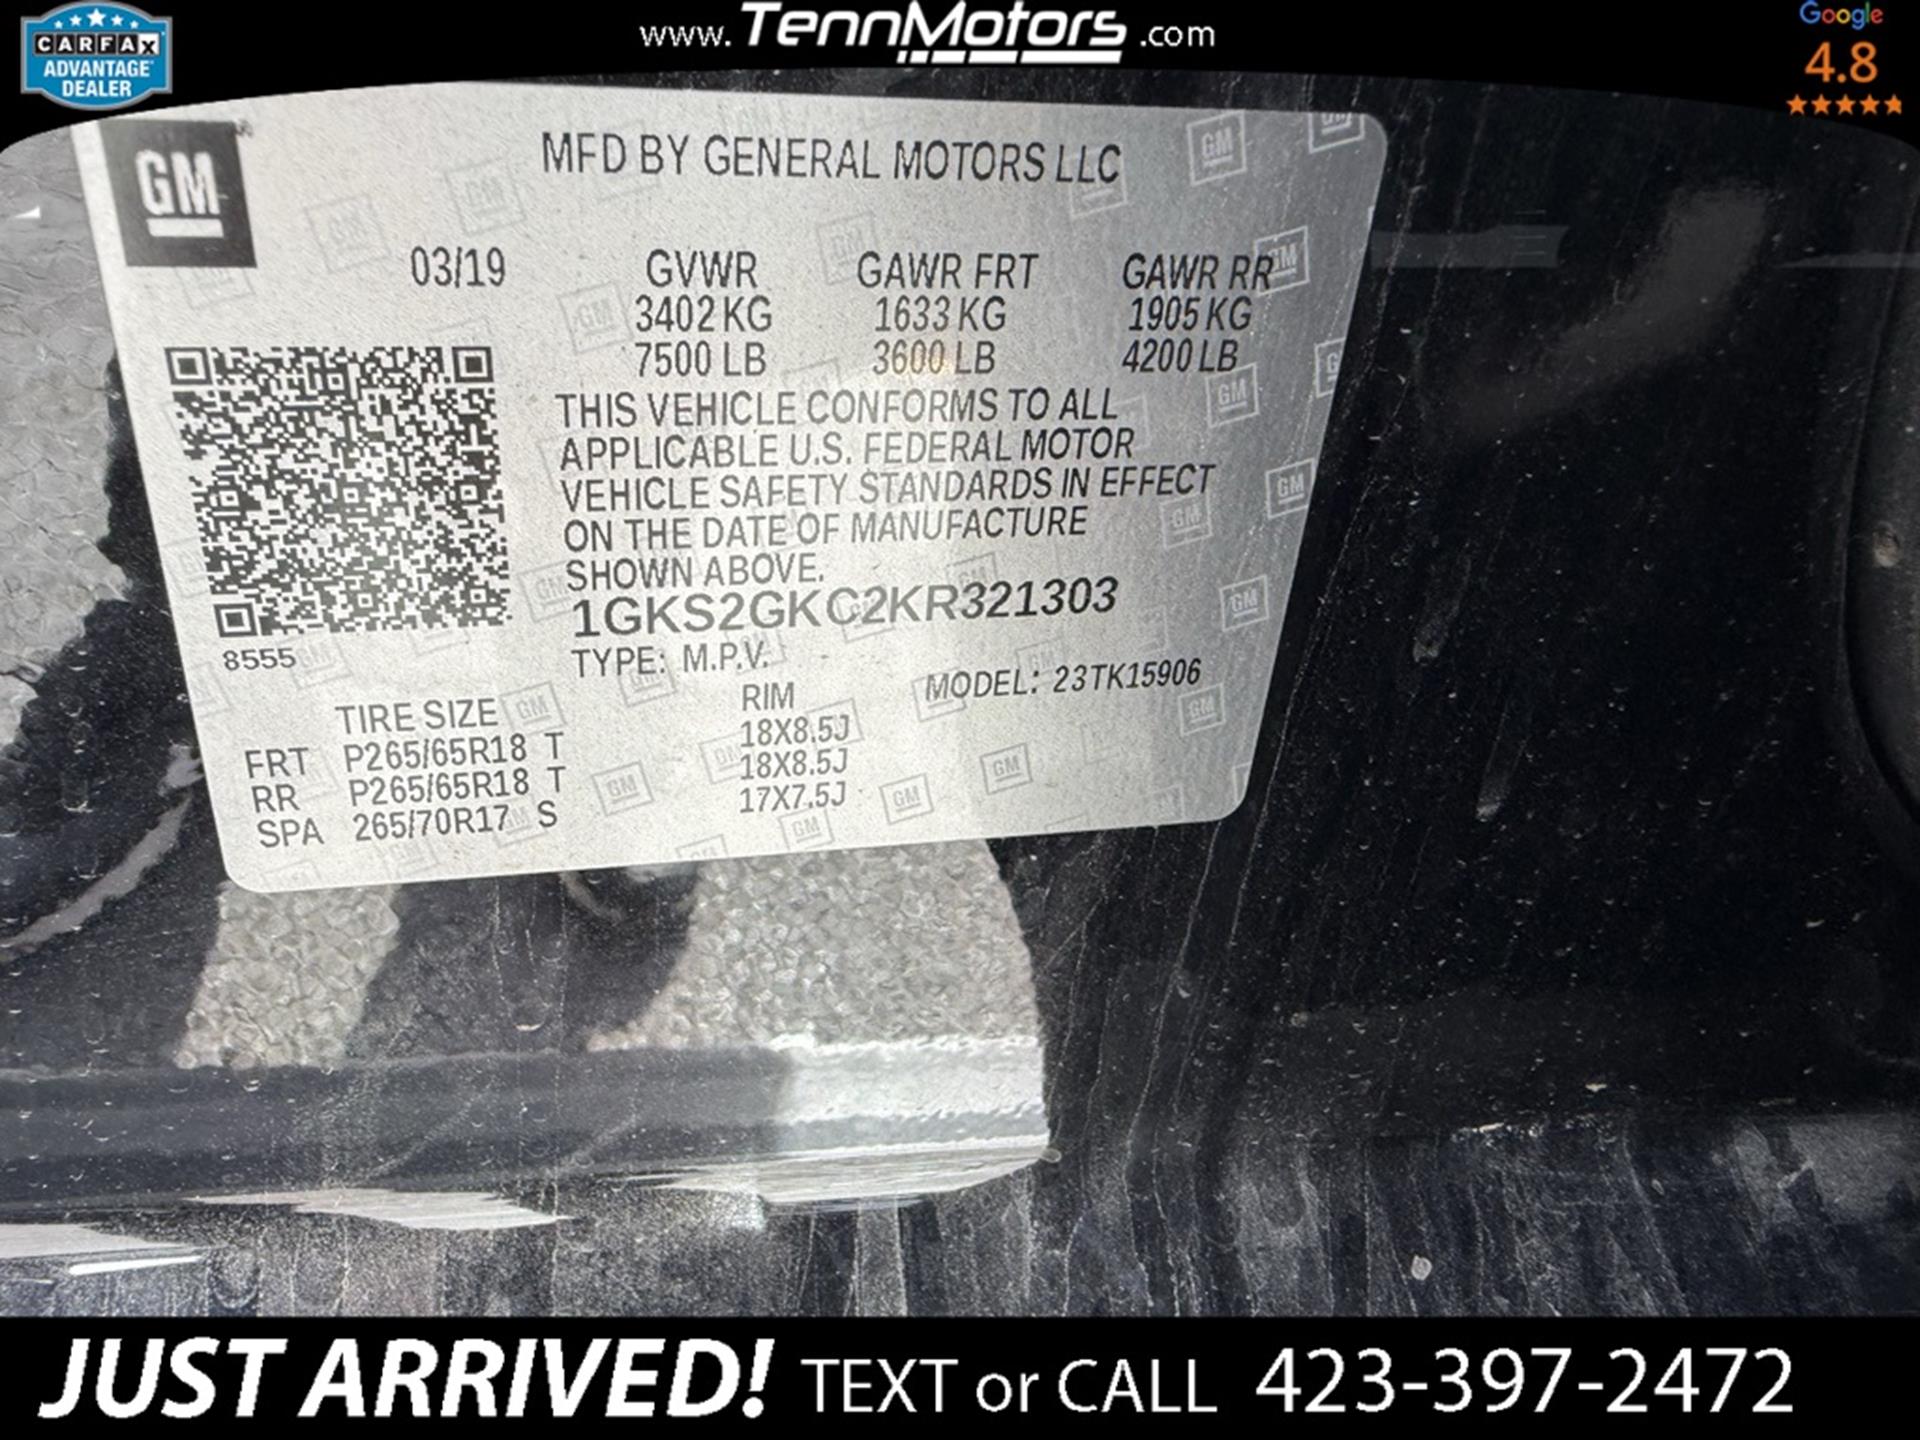 CARFAX
ADVANTAGE
DEALER
www.TennMotors.com
Google
4.8
GM
MFD BY GENERAL MOTORS LLC
03/19 GVWR GAWR FRT GAWR RR
3402 KG 1633 KG 1905 KG
7500 LB 3600 LB 4200 LB
THIS VEHICLE CONFORMS TO ALL
APPLICABLE U.S. FEDERAL MOTOR
VEHICLE SAFETY STANDARDS IN EFFECT
ON THE DATE OF MANUFACTURE
SHOWN ABOVE.
1GKS2GKC2KR321303
8555 TYPE: M.P.V. MODEL: 23TK15906
TIRE SIZE RIM
FRT P265/65R18 T 18X8.5J
RR P265/65R18 T 18X8.5J
SPA 265/70R17 S 17X7.5J
JUST ARRIVED! TEXT or CALL 423-397-2472